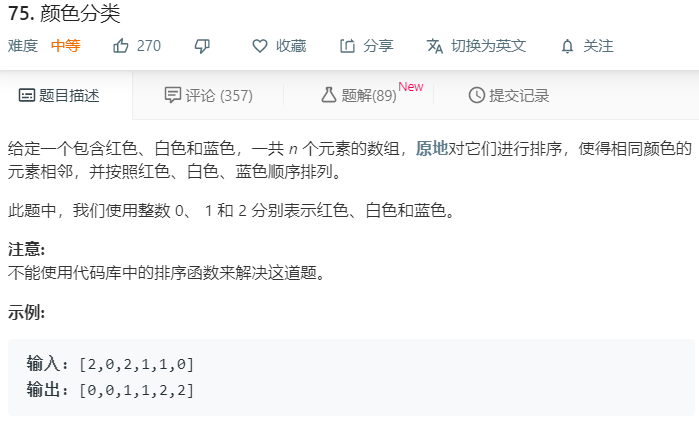 75. 颜色分类
难度 中等 270 收藏 分享 切换为英文 关注
题目描述 评论 (357) 题解(89) New 提交记录
给定一个包含红色、白色和蓝色，一共 n 个元素的数组，原地对它们进行排序，使得相同颜色的
元素相邻，并按照红色、白色、蓝色顺序排列。
此题中，我们使用整数 0、 1 和 2 分别表示红色、白色和蓝色。
注意:
不能使用代码库中的排序函数来解决这道题。
示例:
输入: [2,0,2,1,1,0]
输出: [0,0,1,1,2,2]